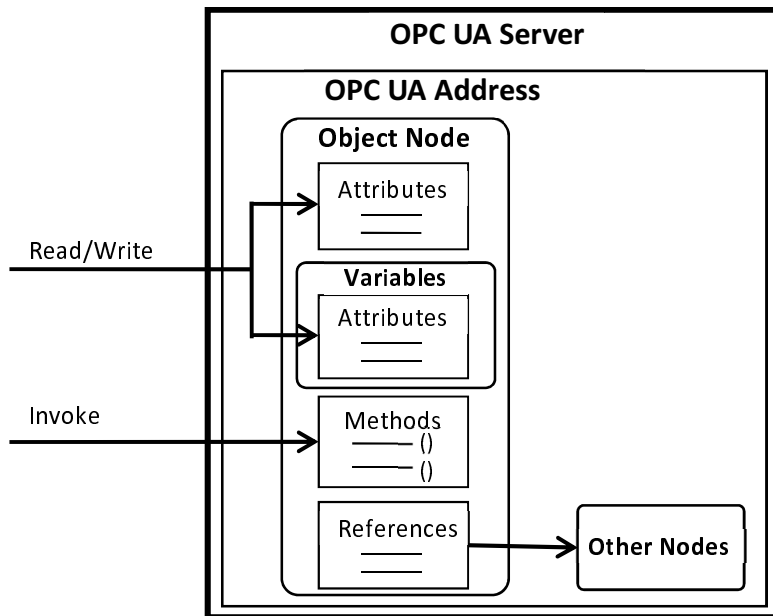 OPC UA Server
OPC UA Address
Object Node
Attributes
Read/Write
Variables
Attributes
Invoke
Methods
()
()
References
Other Nodes